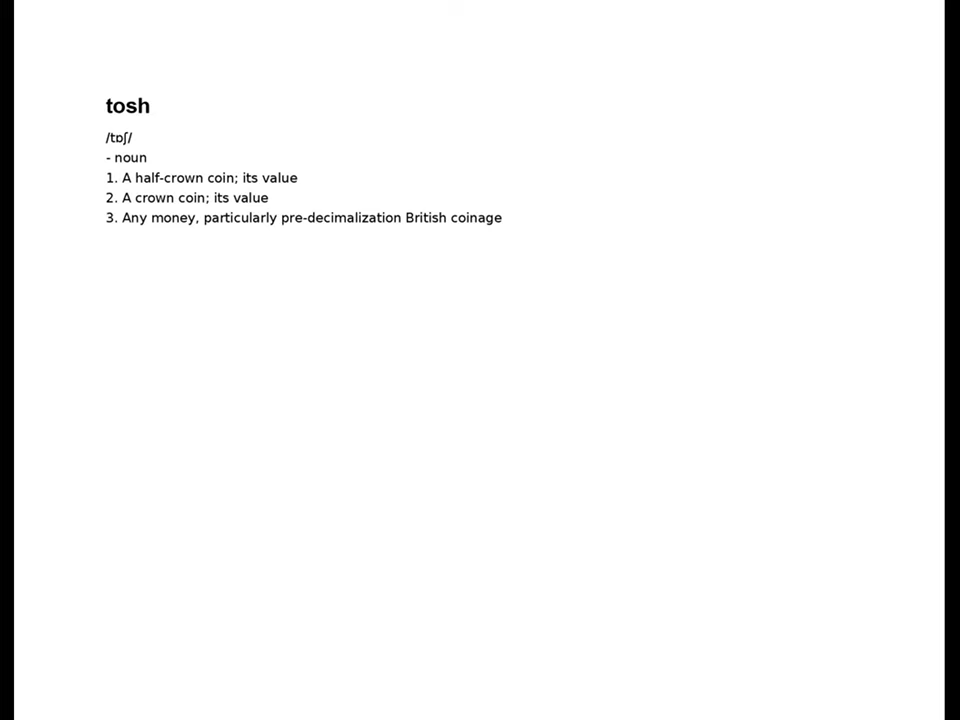 tosh
/tɒʃ/
- noun
1. A half-crown coin; its value
2. A crown coin; its value
3. Any money, particularly pre-decimalization British coinage